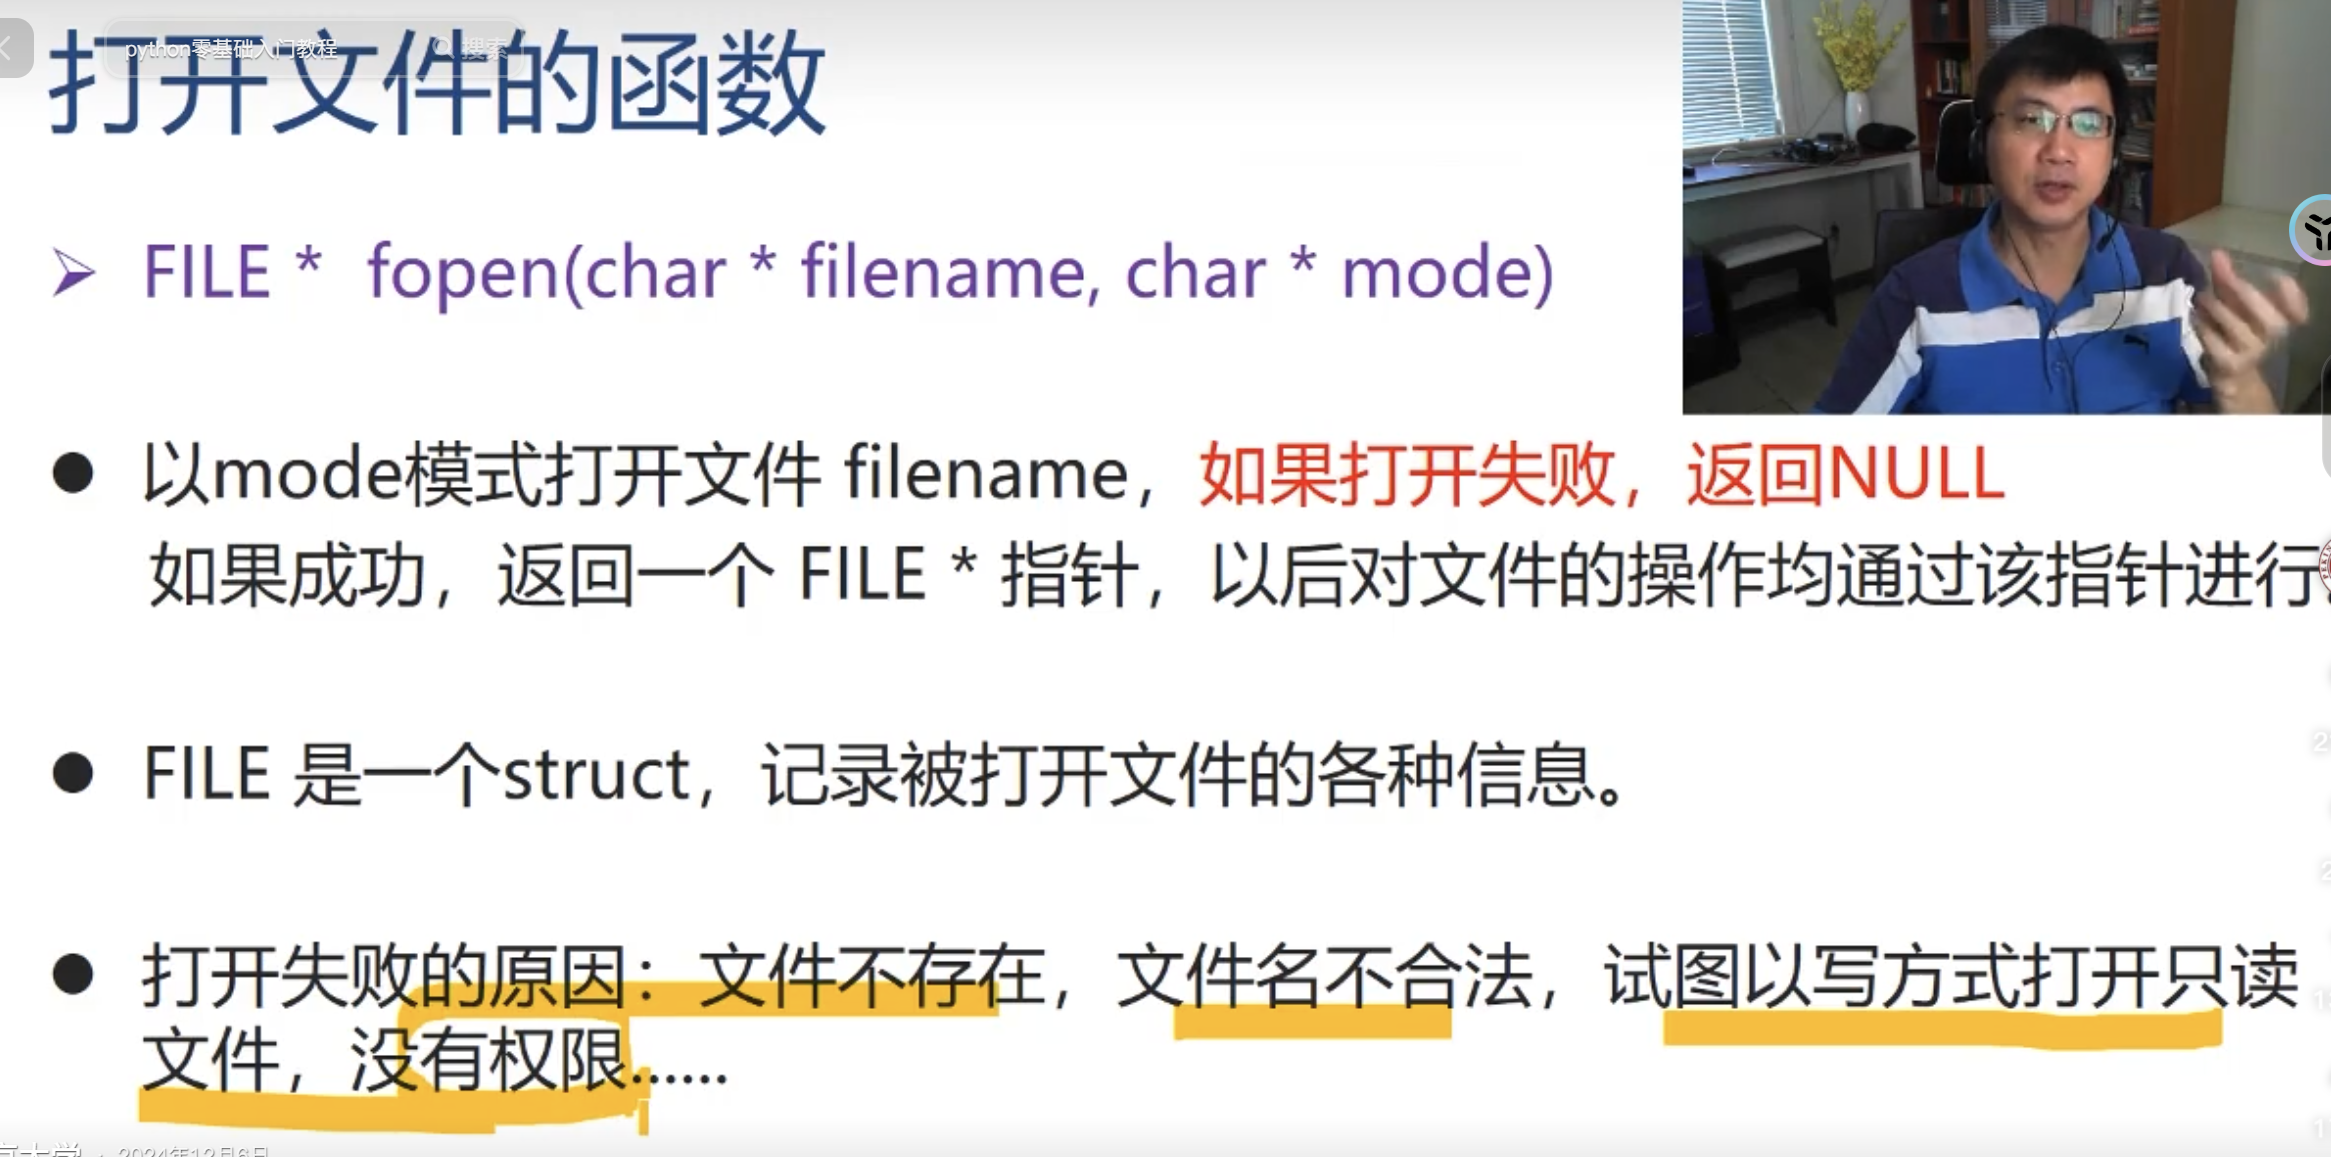 python零基础入门教程 搜索
打开文件的函数
➢ FILE * fopen(char * filename, char * mode)
● 以mode模式打开文件 filename，如果打开失败，返回NULL
如果成功，返回一个 FILE * 指针，以后对文件的操作均通过该指针进行
● FILE 是一个struct，记录被打开文件的各种信息。
● 打开失败的原因：文件不存在，文件名不合法，试图以写方式打开只读
文件，没有权限......
大学 · 2024年12月6日